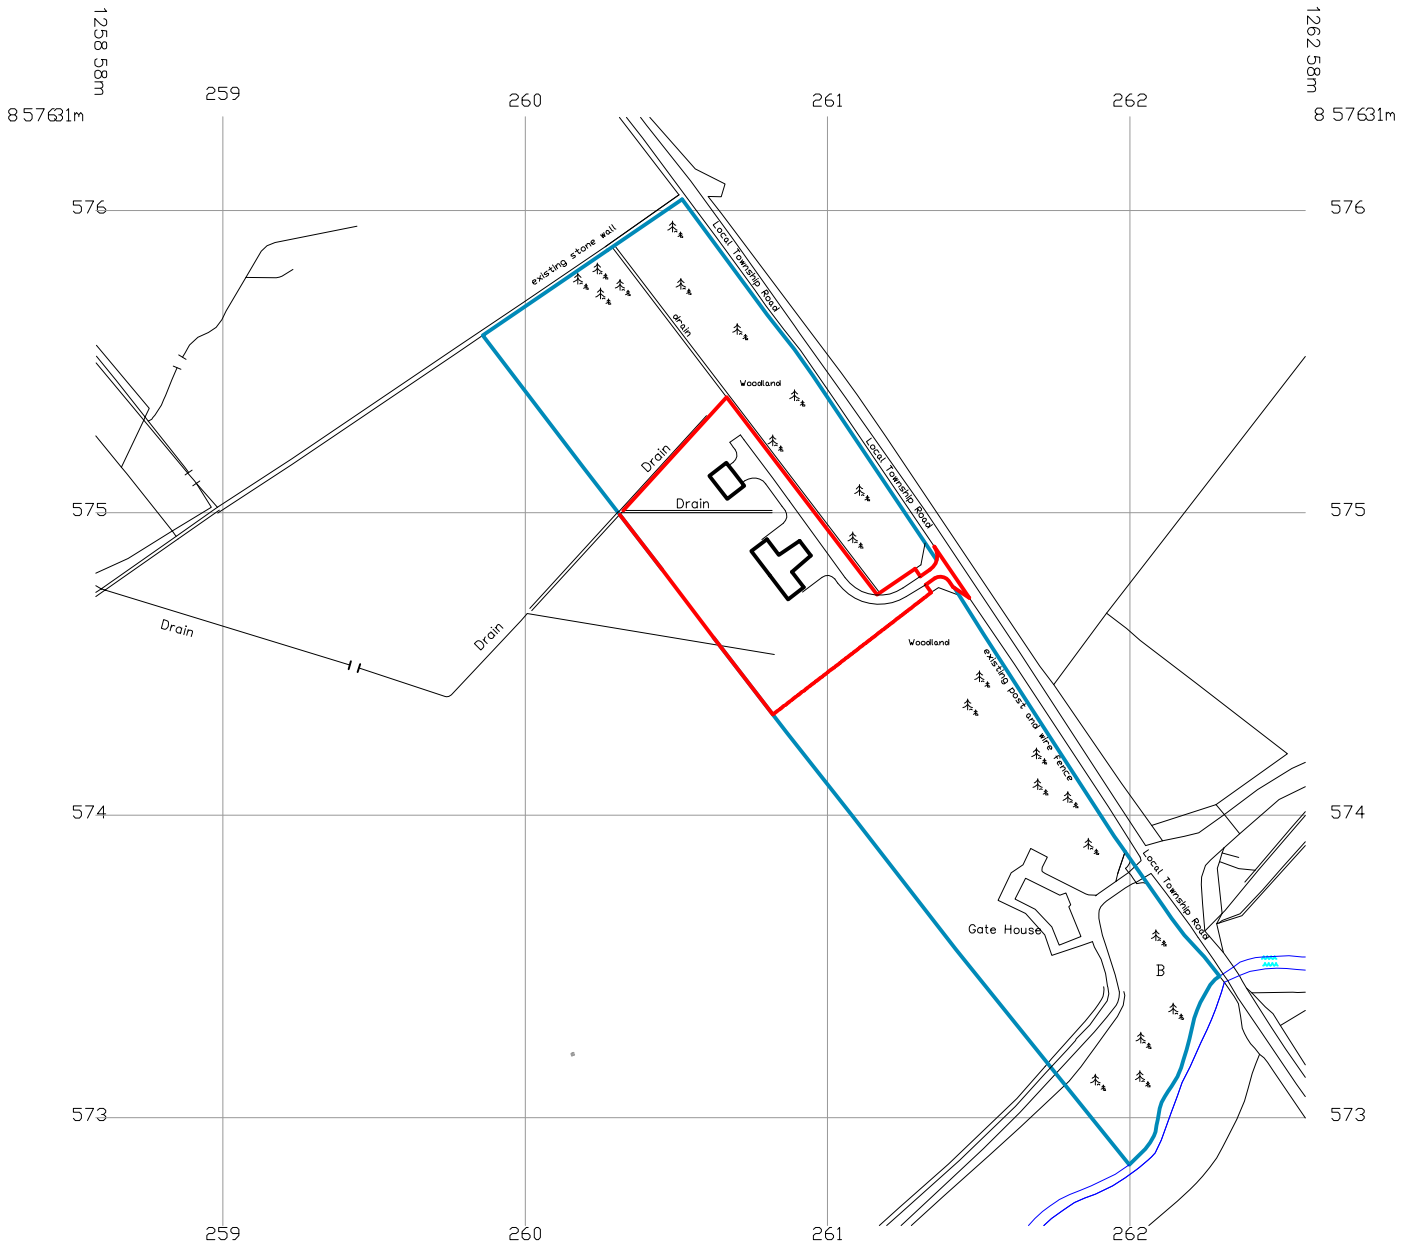 1258 58m
1262 58m
259
260
261
262
8 57631m
8 57631m
576
576
existing stone wall
Local Township Road
drain
Woodland
Drain
Local Township Road
Drain
575
575
Drain
Drain
Woodland
existing post and wire fence
574
574
Local Township Road
Gate House
B
573
573
259
260
261
262